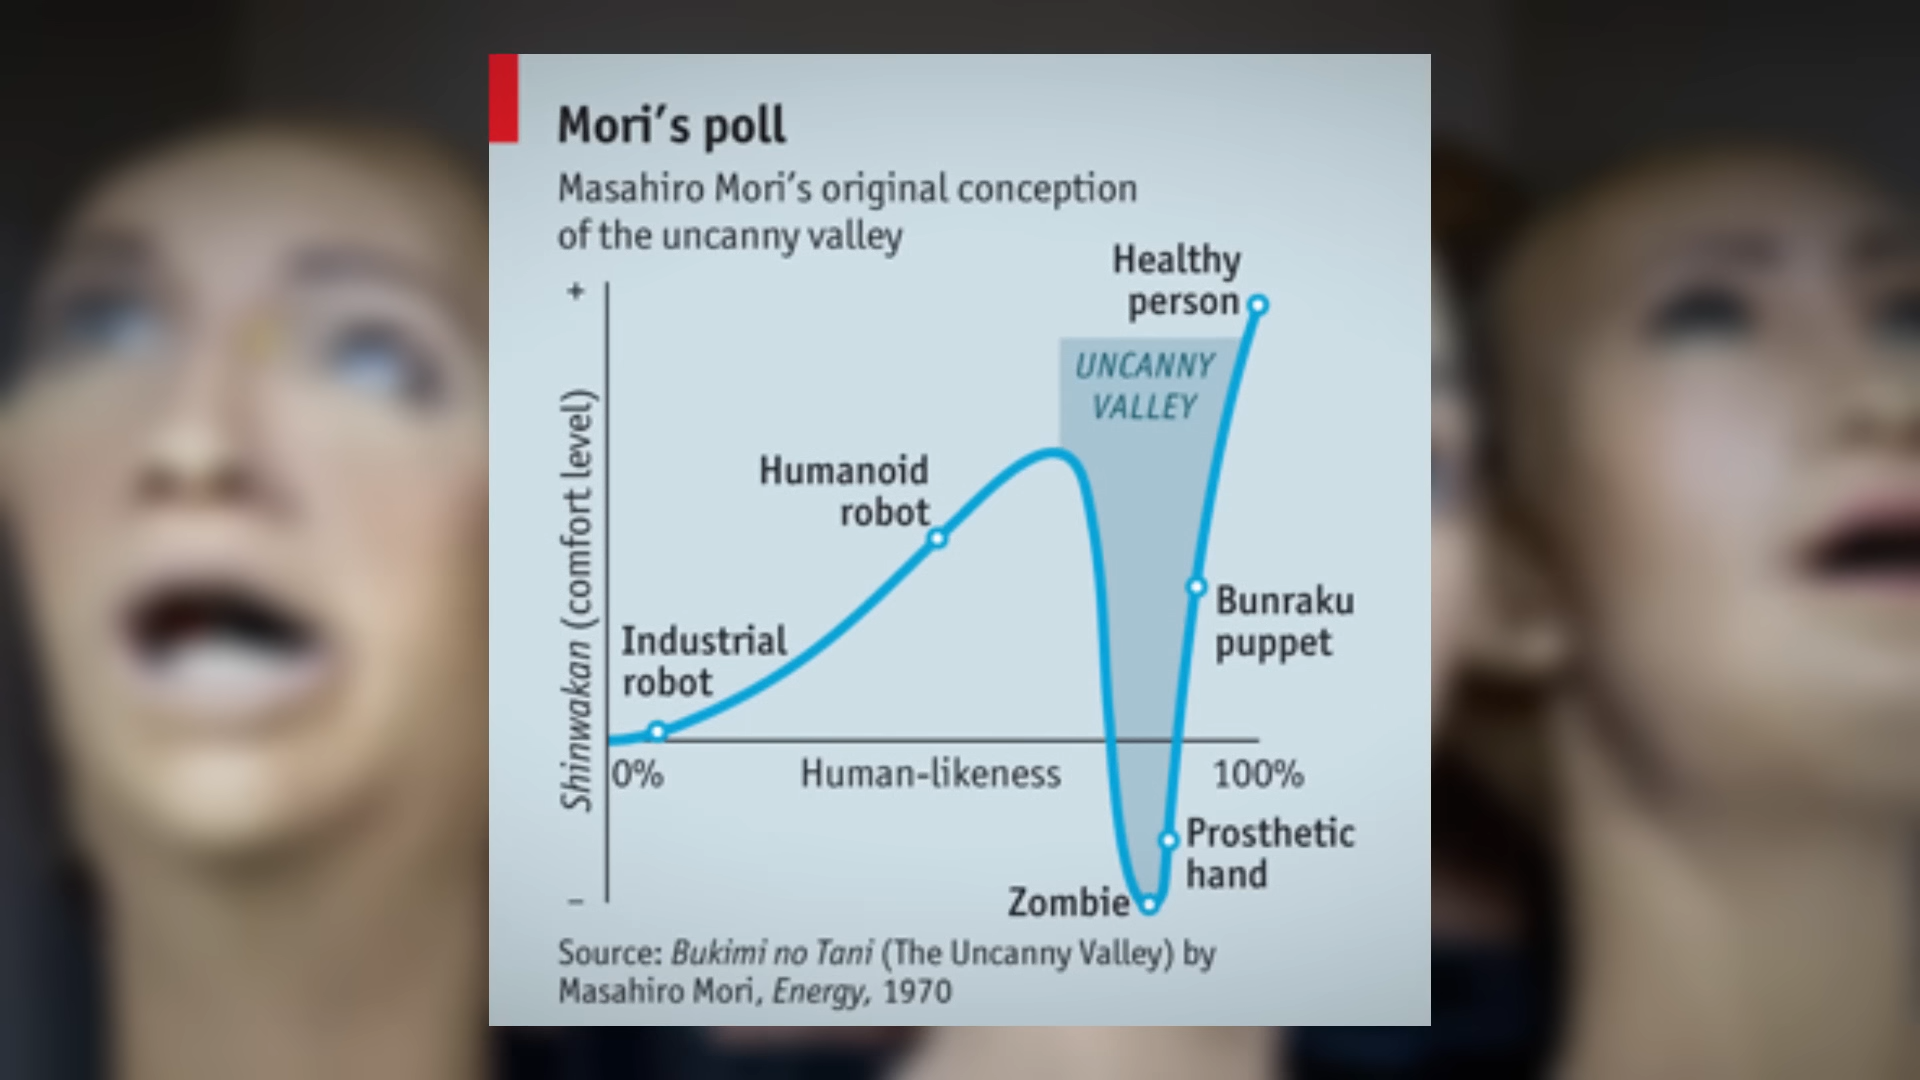 Mori's poll
Masahiro Mori's original conception
of the uncanny valley
Healthy
person
+
UNCANNY
VALLEY
Humanoid
robot
Shinwakan (comfort level)
Bunraku
puppet
Industrial
robot
0%
Human-likeness
100%
Prosthetic
hand
Zombie
–
Source: Bukimi no Tani (The Uncanny Valley) by
Masahiro Mori, Energy, 1970